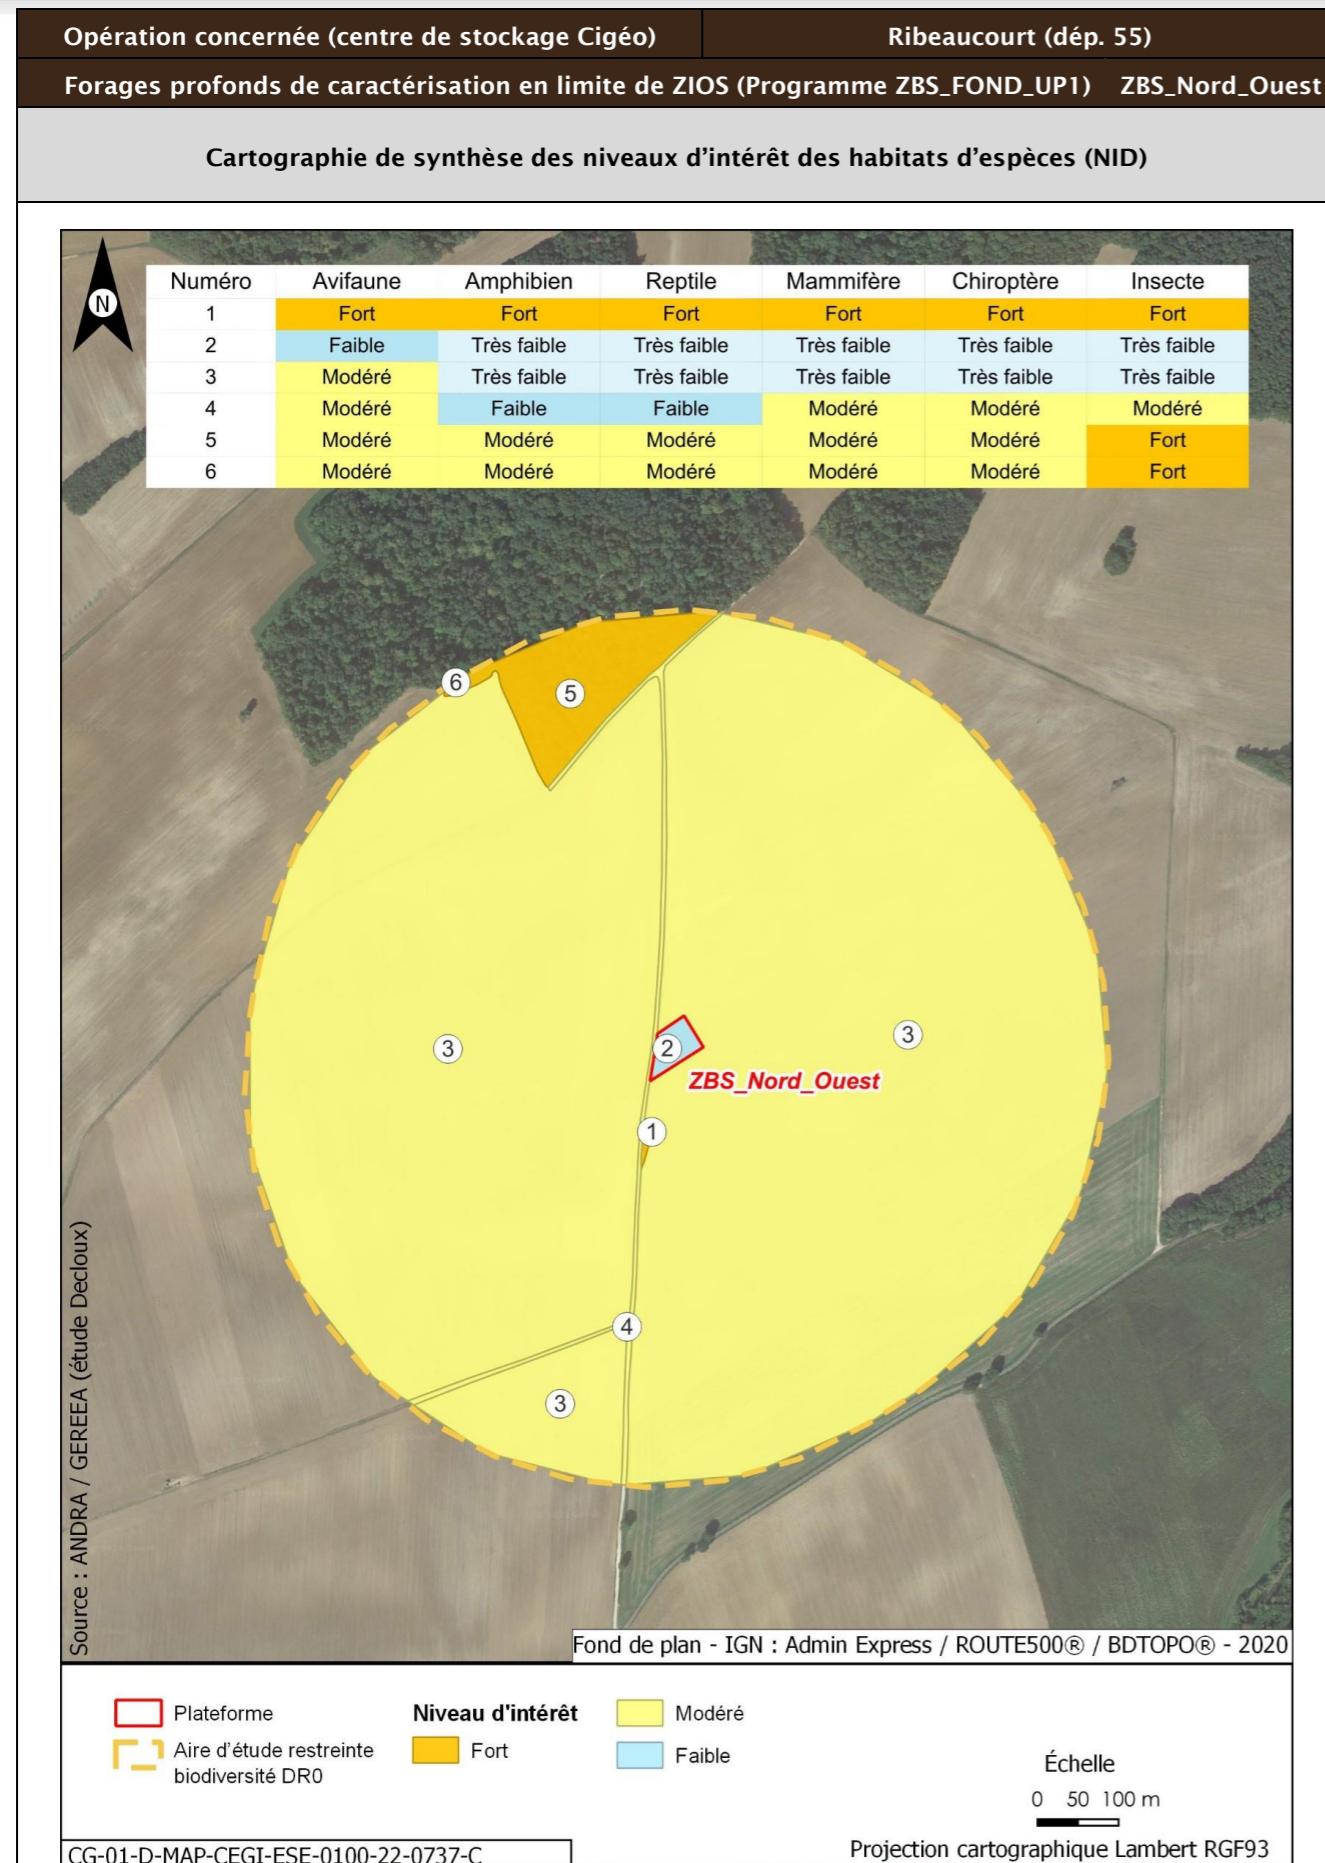 Opération concernée (centre de stockage Cigéo) Ribeaucourt (dép. 55)
Forages profonds de caractérisation en limite de ZIOS (Programme ZBS_FOND_UP1) ZBS_Nord_Ouest
Cartographie de synthèse des niveaux d'intérêt des habitats d'espèces (NID)
N
Numéro Avifaune Amphibien Reptile Mammifère Chiroptère Insecte
1 Fort Fort Fort Fort Fort Fort
2 Faible Très faible Très faible Très faible Très faible Très faible
3 Modéré Très faible Très faible Très faible Très faible Très faible
4 Modéré Faible Faible Modéré Modéré Modéré
5 Modéré Modéré Modéré Modéré Modéré Fort
6 Modéré Modéré Modéré Modéré Modéré Fort
6
5
3
3
2
ZBS_Nord_Ouest
1
4
3
Source : ANDRA / GEREEA (étude Decloux)
Fond de plan - IGN : Admin Express / ROUTE500® / BDTOPO® - 2020
Plateforme Niveau d'intérêt Modéré
Aire d'étude restreinte Fort Faible
biodiversité DR0
Échelle
0 50 100 m
Projection cartographique Lambert RGF93
CG-01-D-MAP-CEGI-ESE-0100-22-0737-C